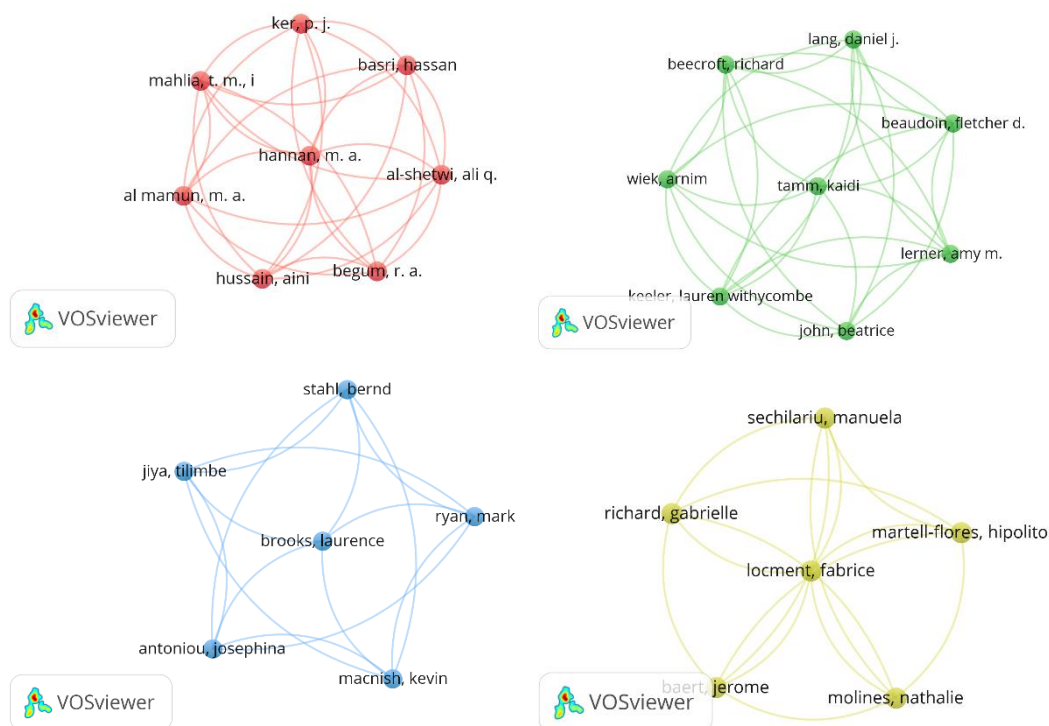 ker, p. j.
mahlia, t. m., i
basri, hassan
hannan, m. a.
al-shetwi, ali q.
al mamun, m. a.
hussain, aini
begum, r. a.
VOSviewer
lang, daniel j.
beecroft, richard
beaudoin, fletcher d.
wiek, arnim
tamm, kaidi
lerner, amy m.
keeler, lauren withycombe
john, beatrice
VOSviewer
stahl, bernd
jiya, tilimbe
ryan, mark
brooks, laurence
antoniou, josephina
macnish, kevin
VOSviewer
sechilariu, manuela
richard, gabrielle
martell-flores, hipolito
locment, fabrice
baert, jerome
molines, nathalie
VOSviewer